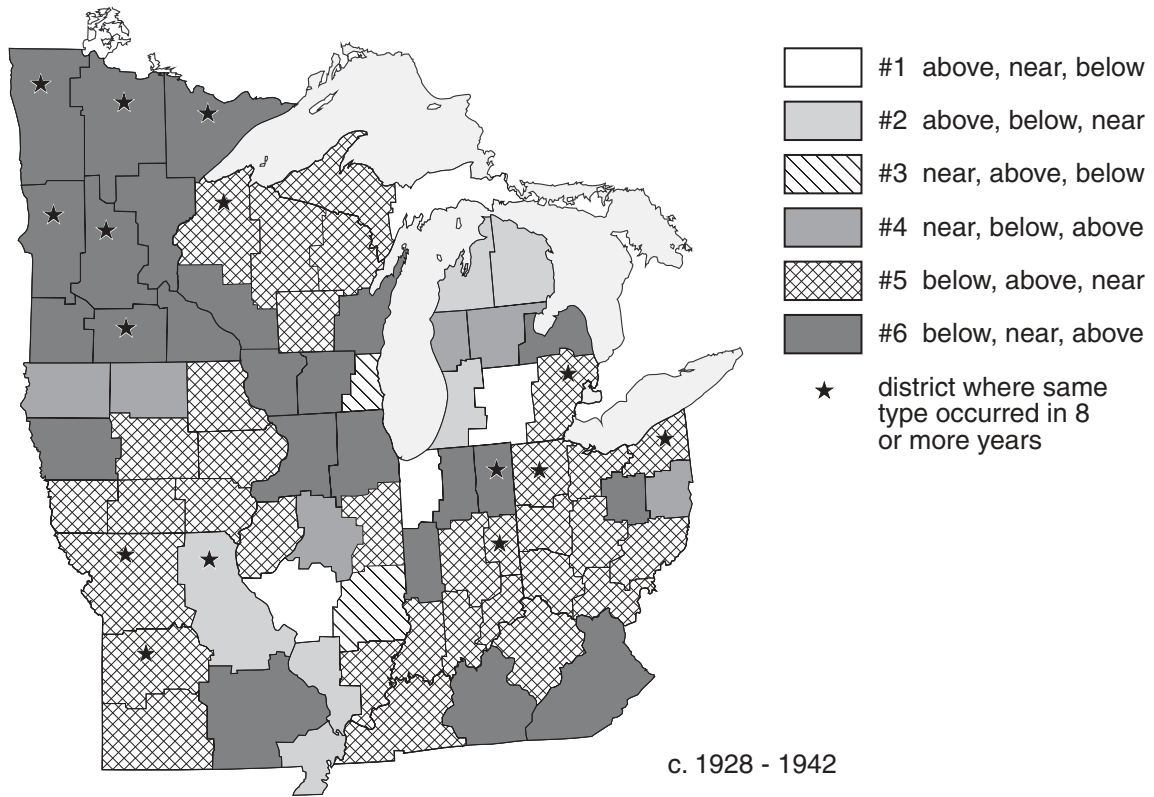 #1 above, near, below
#2 above, below, near
#3 near, above, below
#4 near, below, above
#5 below, above, near
#6 below, near, above
district where same
type occurred in 8
or more years
c. 1928 - 1942